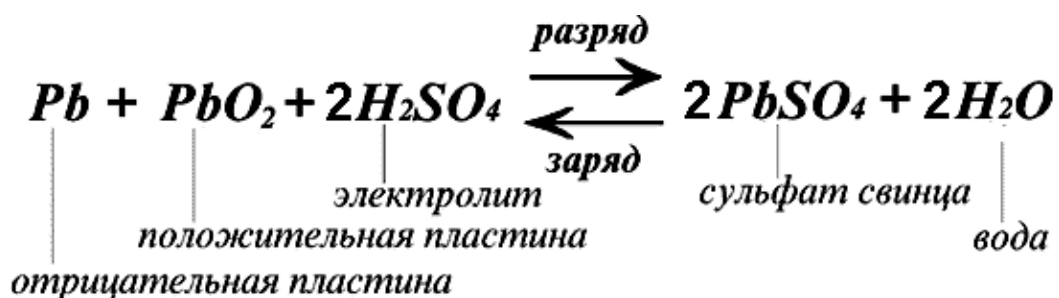 разряд
Pb + PbO₂ + 2H₂SO₄ 2PbSO₄ + 2H₂O
заряд
электролит
сульфат свинца
положительная пластина
вода
отрицательная пластина